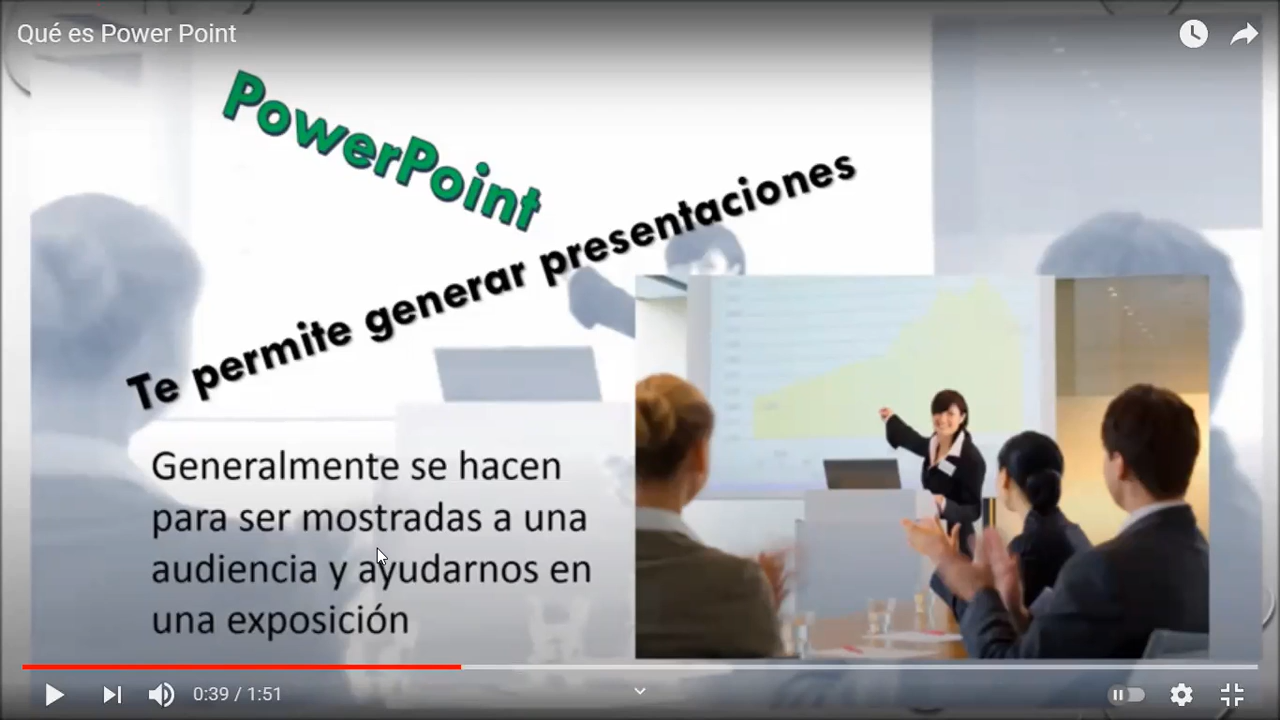 Qué es Power Point
PowerPoint
Te permite generar presentaciones
Generalmente se hacen
para ser mostradas a una
audiencia y ayudarnos en
una exposición
0:39 / 1:51